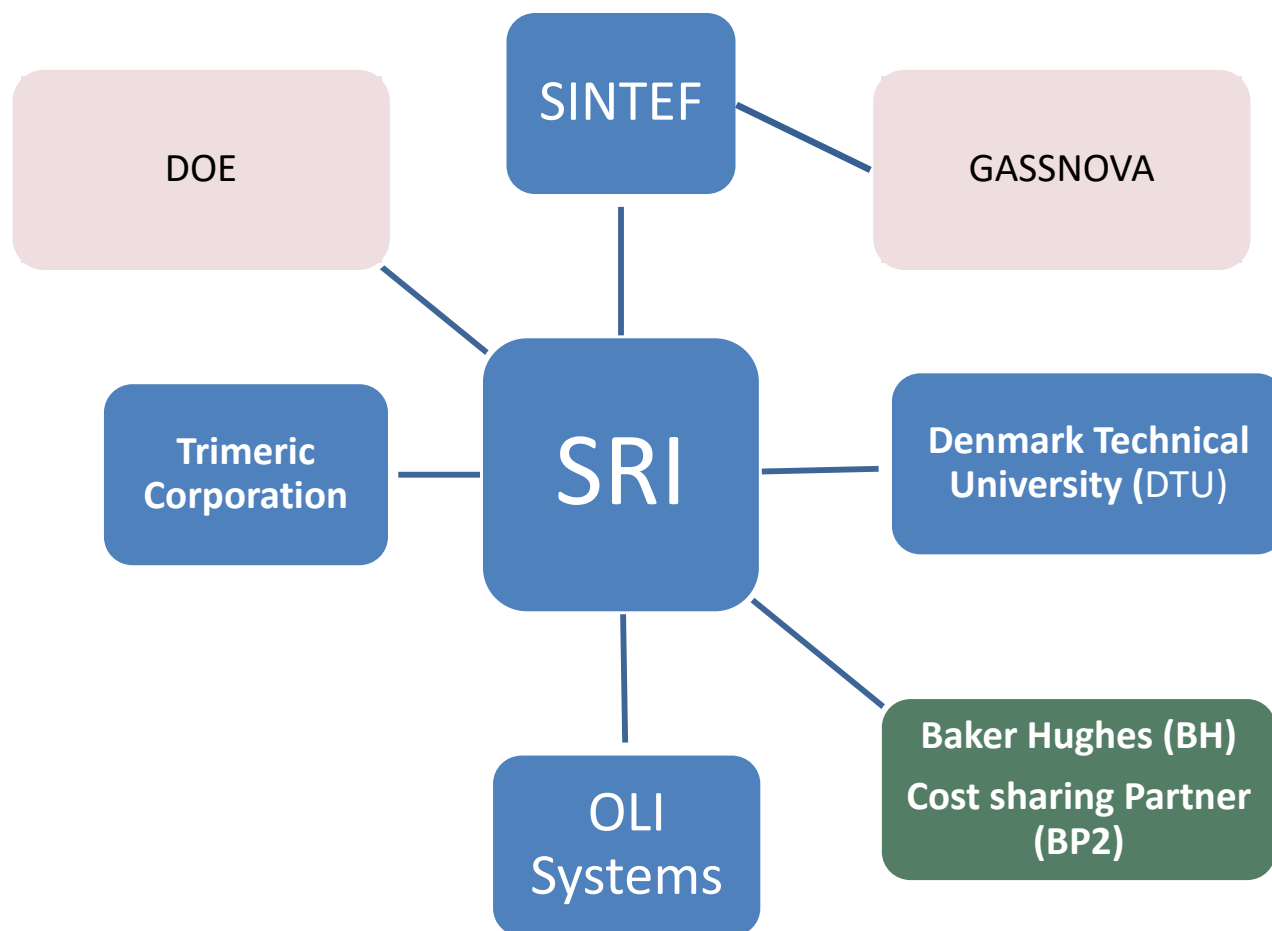 SINTEF
DOE
GASSNOVA
SRI
Trimeric
Corporation
Denmark Technical
University (DTU)
Baker Hughes (BH)
Cost sharing Partner
(BP2)
OLI
Systems